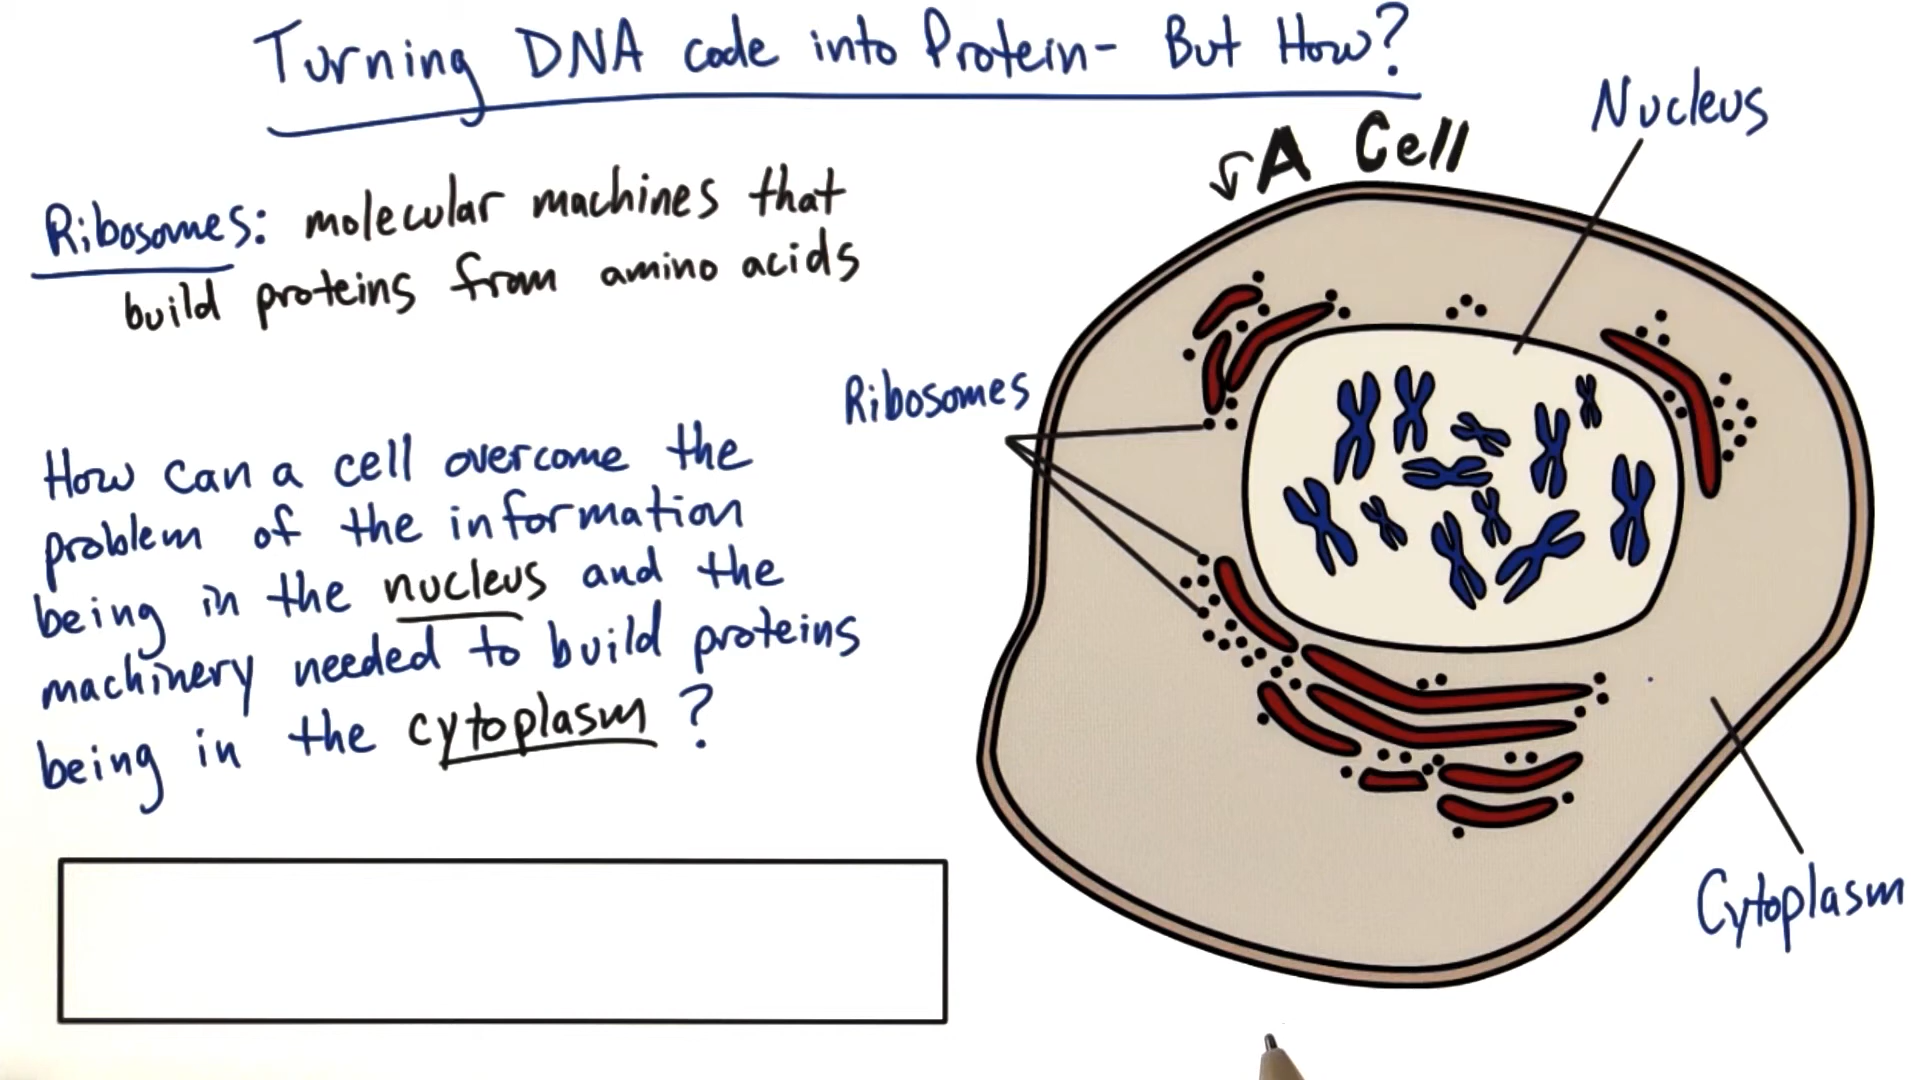 Turning DNA code into Protein- But How?
Ribosomes: molecular machines that
build proteins from amino acids
How can a cell overcome the
problem of the information
being in the nucleus and the
machinery needed to build proteins
being in the cytoplasm?
A Cell
Nucleus
Ribosomes
Cytoplasm